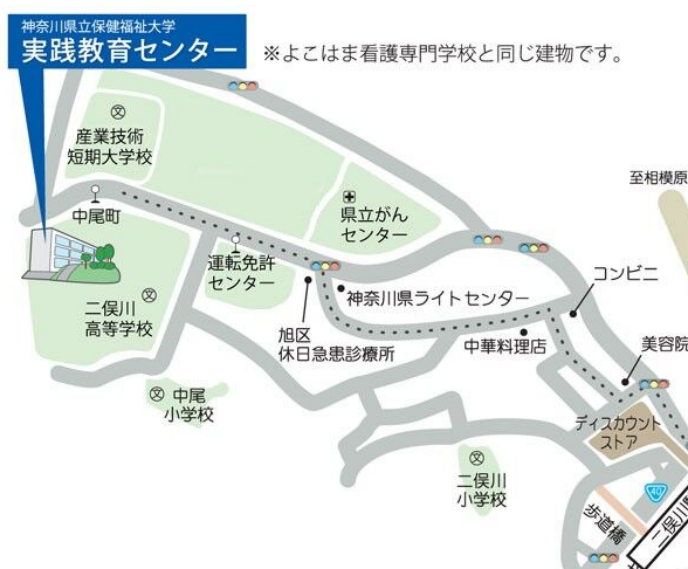 神奈川県立保健福祉大学
実践教育センター
※よこはま看護専門学校と同じ建物です。
産業技術
短期大学校
至相模原
中尾町
県立がん
センター
運転免許
センター
コンビニ
神奈川県ライトセンター
二俣川
高等学校
旭区
休日急患診療所
中華料理店
美容院
中尾
小学校
ディスカウント
ストア
二俣川
小学校
40
歩道橋
二俣川